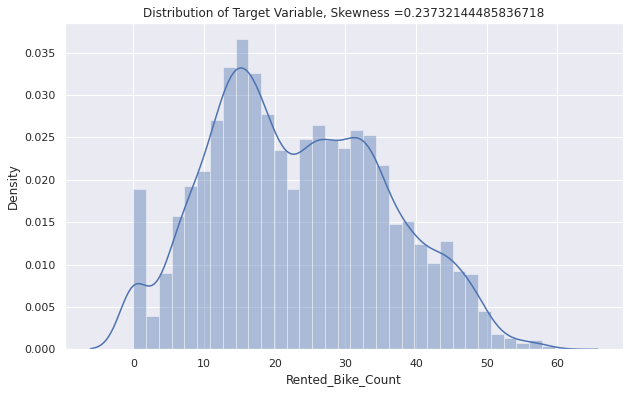 Distribution of Target Variable, Skewness =0.23732144485836718
0.035
0.030
0.025
0.020
0.015
0.010
0.005
0.000
Density
0 10 20 30 40 50 60
Rented_Bike_Count